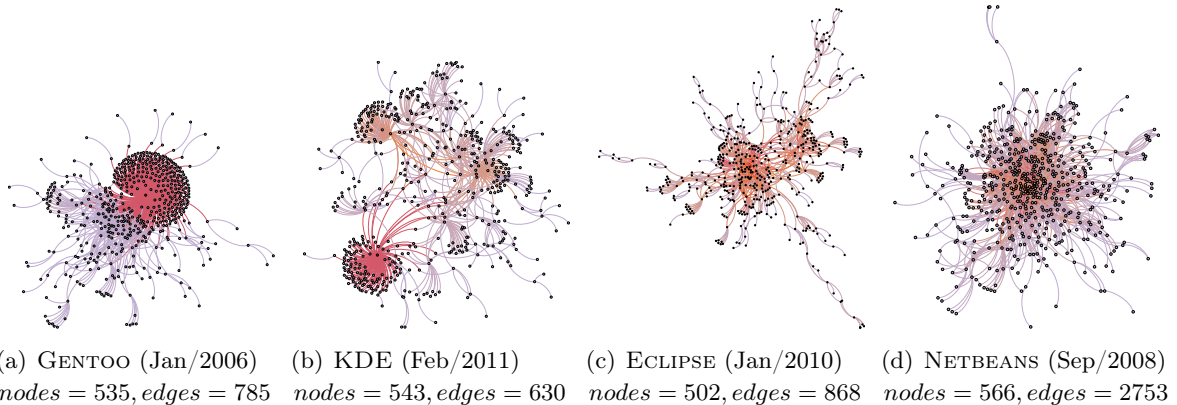 (a) GENTOO (Jan/2006) (b) KDE (Feb/2011) (c) ECLIPSE (Jan/2010) (d) NETBEANS (Sep/2008)
nodes = 535, edges = 785 nodes = 543, edges = 630 nodes = 502, edges = 868 nodes = 566, edges = 2753